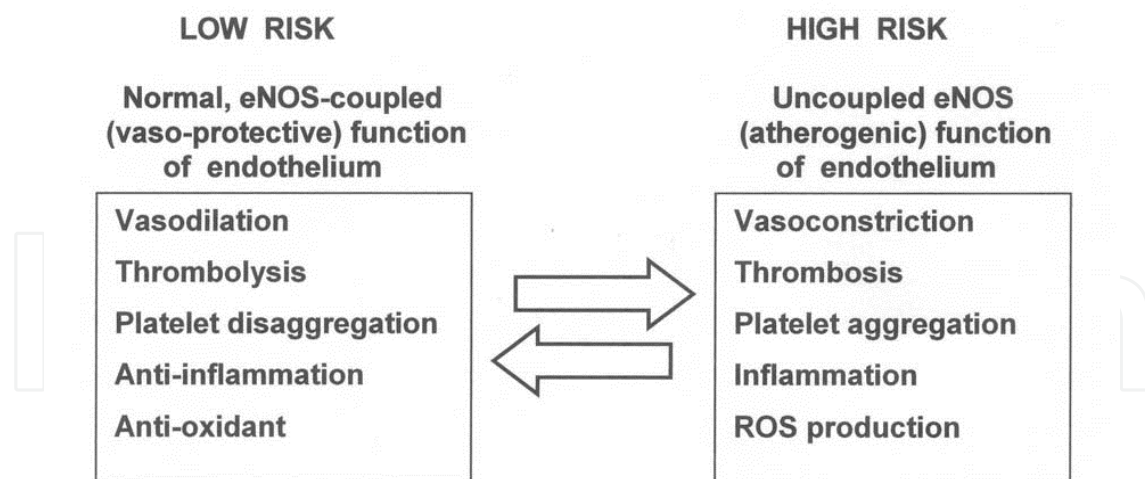 LOW RISK
Normal, eNOS-coupled
(vaso-protective) function
of endothelium
Vasodilation
Thrombolysis
Platelet disaggregation
Anti-inflammation
Anti-oxidant
HIGH RISK
Uncoupled eNOS
(atherogenic) function
of endothelium
Vasoconstriction
Thrombosis
Platelet aggregation
Inflammation
ROS production